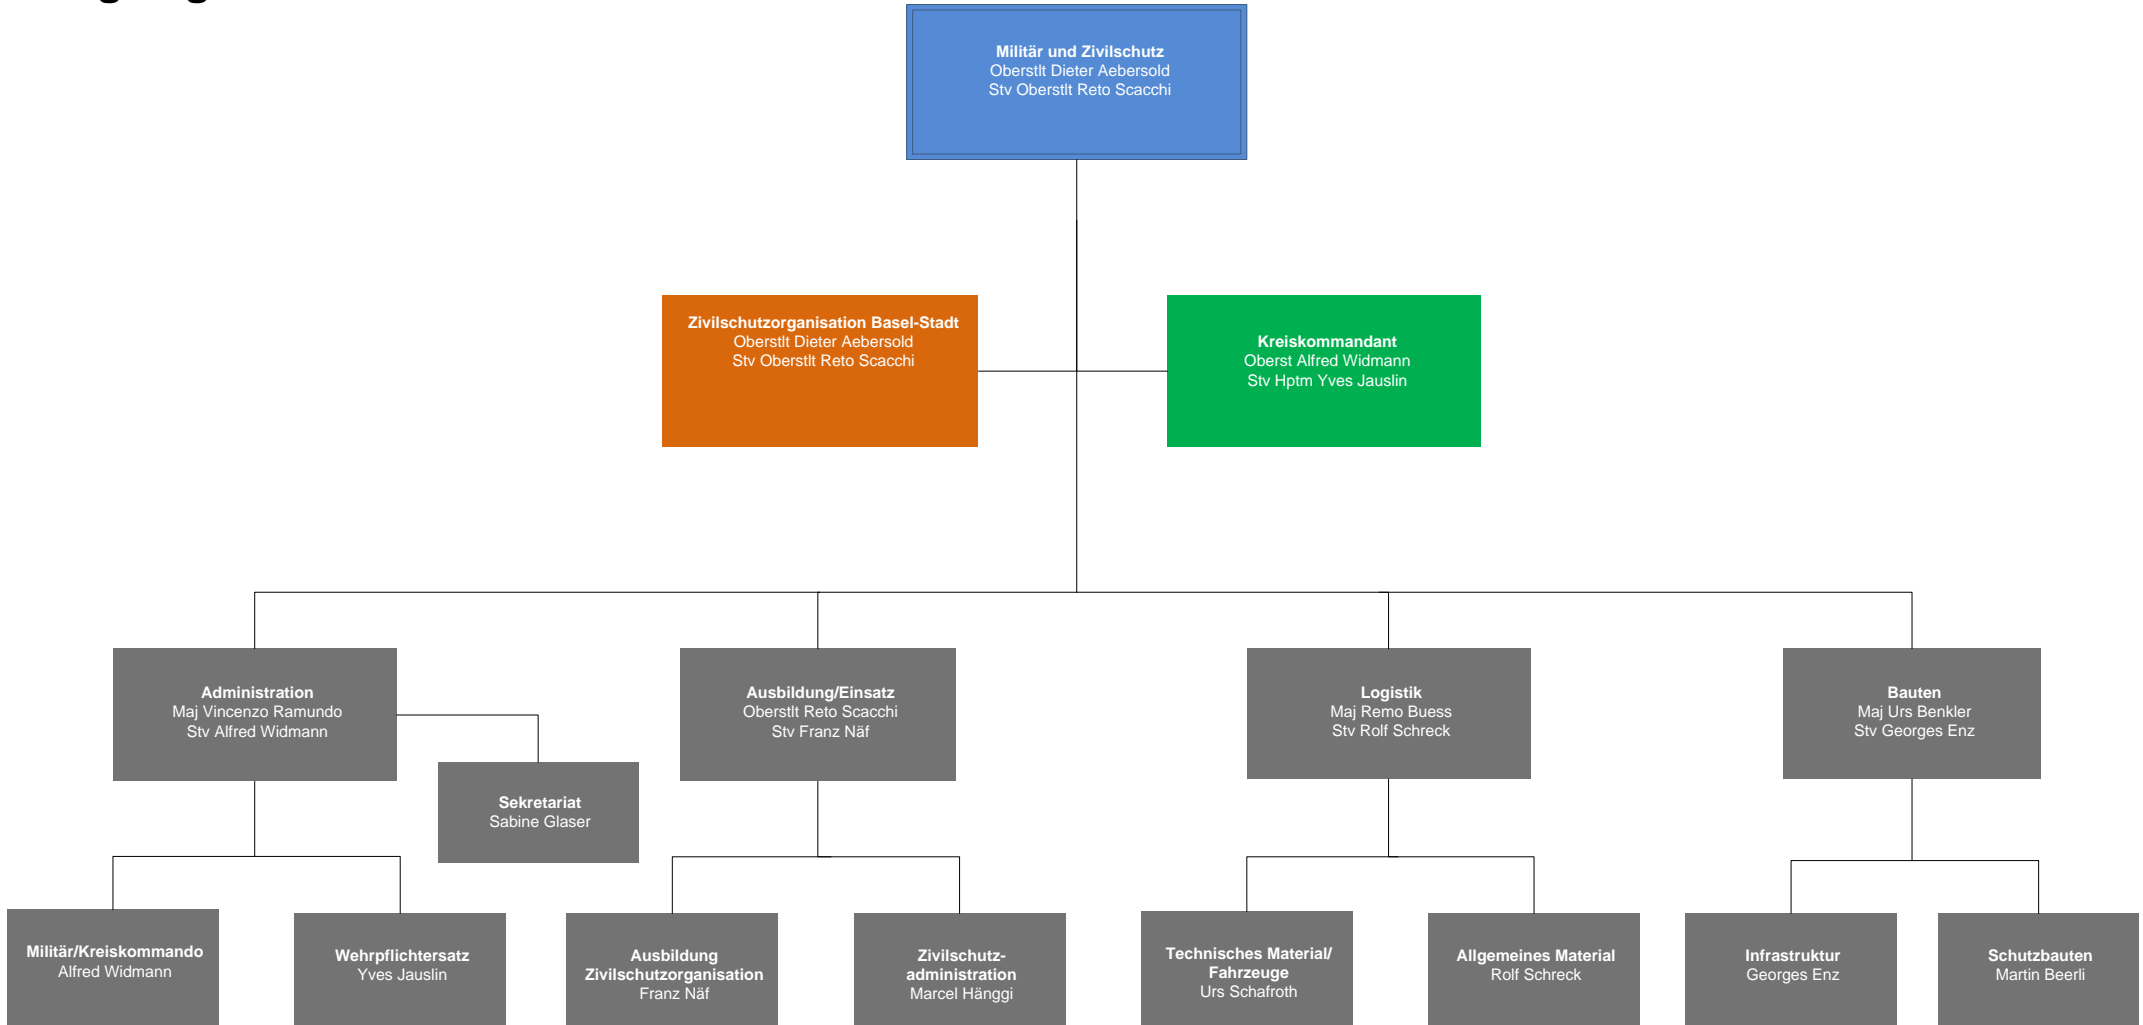 Militär und Zivilschutz
Oberstlt Dieter Aebersold
Stv Oberstlt Reto Scacchi
Zivilschutzorganisation Basel-Stadt
Oberstlt Dieter Aebersold
Stv Oberstlt Reto Scacchi
Kreiskommandant
Oberst Alfred Widmann
Stv Hptm Yves Jauslin
Administration
Maj Vincenzo Ramundo
Stv Alfred Widmann
Ausbildung/Einsatz
Oberstlt Reto Scacchi
Stv Franz Näf
Logistik
Maj Remo Buess
Stv Rolf Schreck
Bauten
Maj Urs Benkler
Stv Georges Enz
Sekretariat
Sabine Glaser
Militär/Kreiskommando
Alfred Widmann
Wehrpflichtersatz
Yves Jauslin
Ausbildung
Zivilschutzorganisation
Franz Näf
Zivilschutz-
administration
Marcel Hänggi
Technisches Material/
Fahrzeuge
Urs Schafroth
Allgemeines Material
Rolf Schreck
Infrastruktur
Georges Enz
Schutzbauten
Martin Beerli